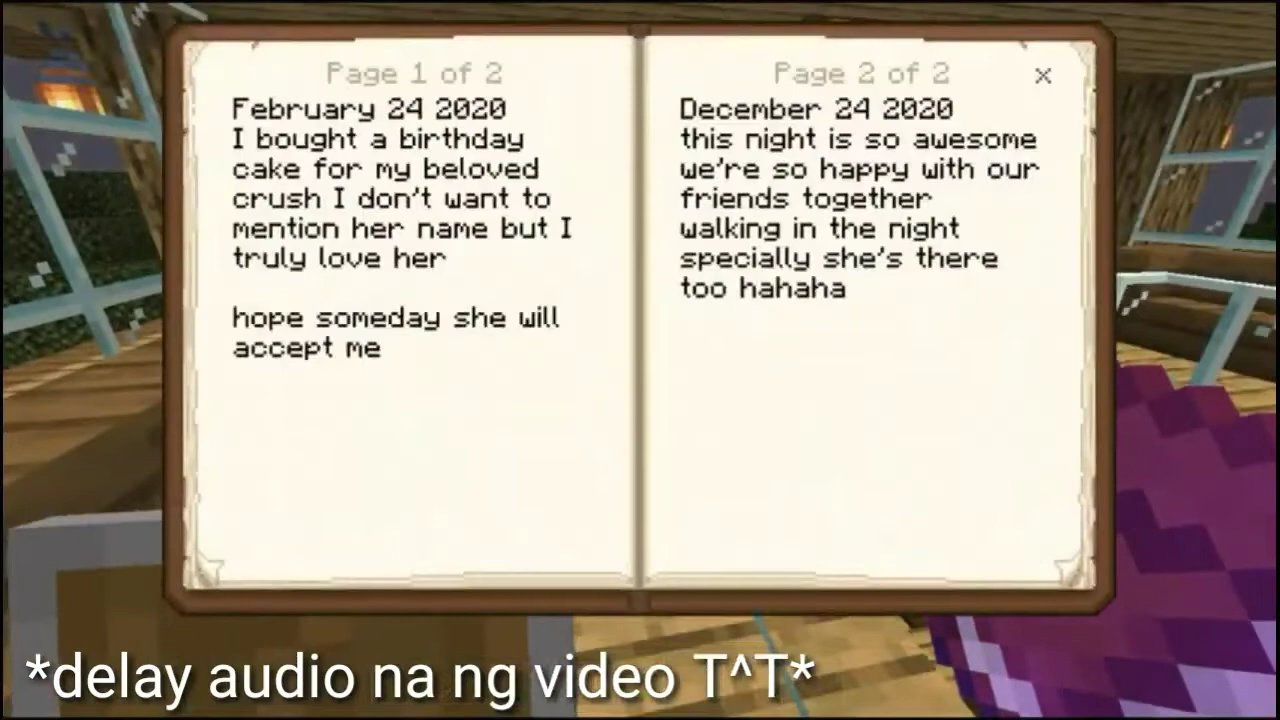 Page 1 of 2
February 24 2020
I bought a birthday
cake for my beloved
crush I don't want to
mention her name but I
truly love her
hope someday she will
accept me
Page 2 of 2
December 24 2020
this night is so awesome
we're so happy with our
friends together
walking in the night
specially she's there
too hahaha
*delay audio na ng video T^T*